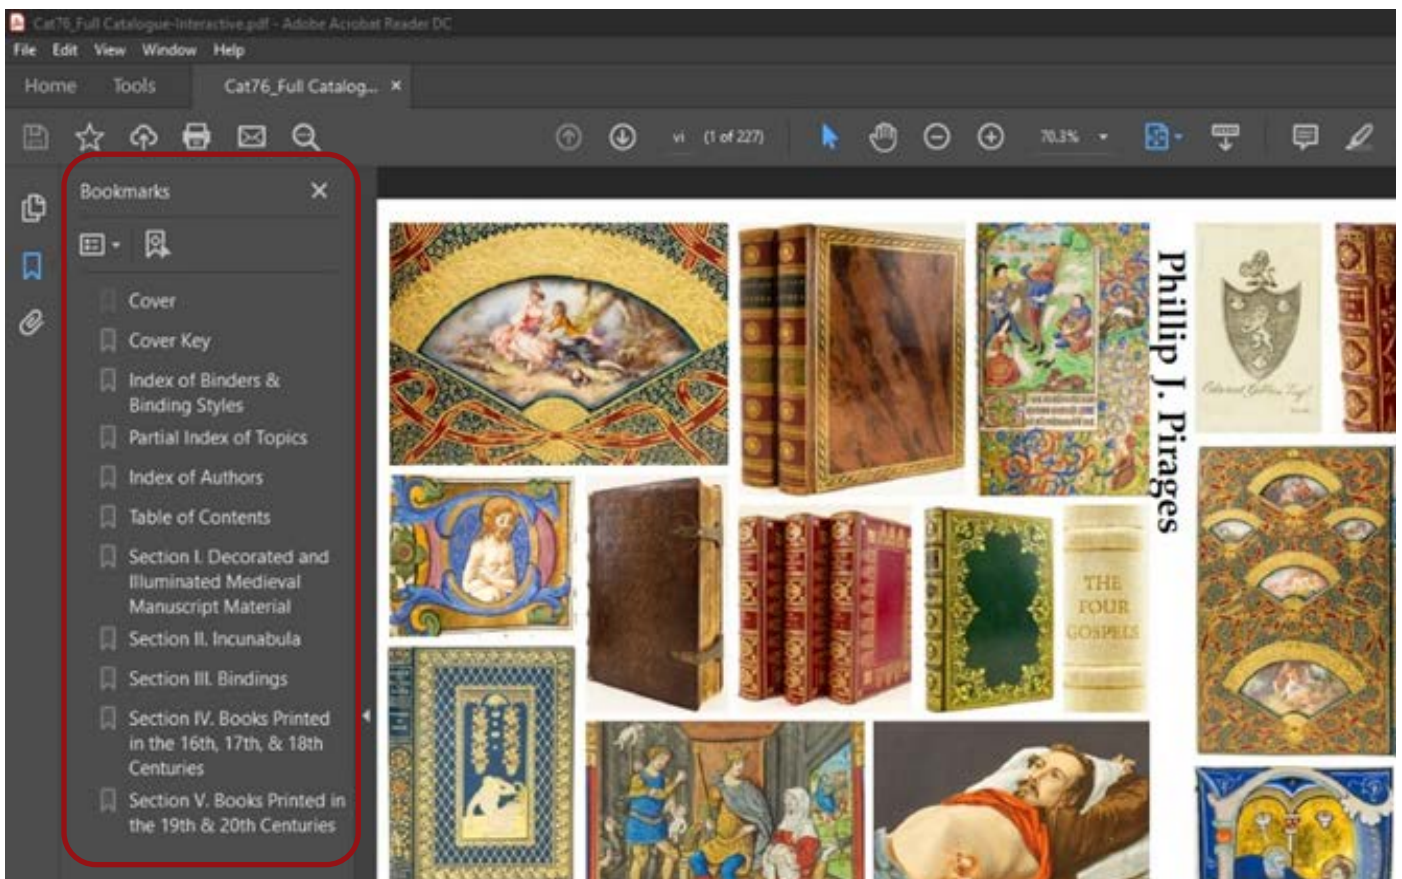 Cat76_Full Catalogue-Interactive.pdf - Adobe Acrobat Reader DC
File Edit View Window Help
Home Tools Cat76_Full Catalog... ×
vi (1 of 227) 70.3%
Bookmarks
Cover
Cover Key
Index of Binders &
Binding Styles
Partial Index of Topics
Index of Authors
Table of Contents
Section I. Decorated and
Illuminated Medieval
Manuscript Material
Section II. Incunabula
Section III. Bindings
Section IV. Books Printed
in the 16th, 17th, & 18th
Centuries
Section V. Books Printed in
the 19th & 20th Centuries
Phillip J. Pirages
THE
FOUR
GOSPELS